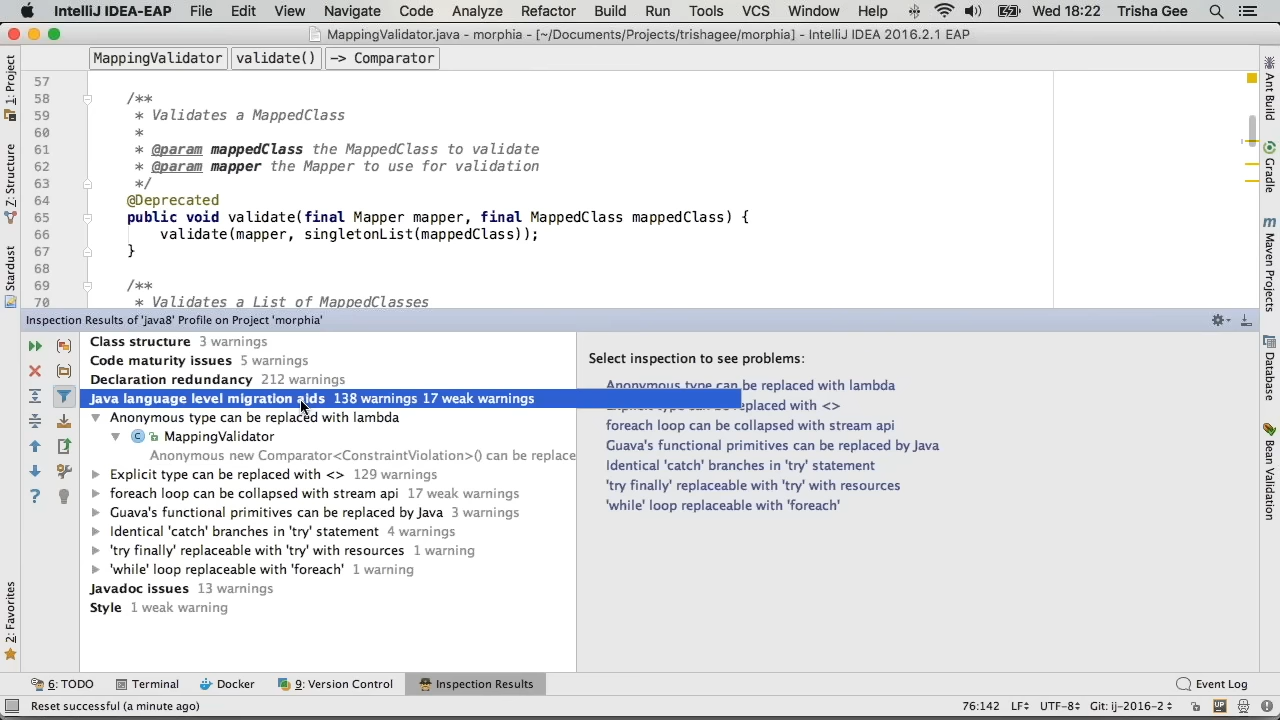 IntelliJ IDEA-EAP File Edit View Navigate Code Analyze Refactor Build Run Tools VCS Window Help Wed 18:22 Trisha Gee
MappingValidator.java - morphia - [~/Documents/Projects/trishagee/morphia] - IntelliJ IDEA 2016.2.1 EAP
MappingValidator validate() -> Comparator
1: Project
Z: Structure
Stardust
2: Favorites
57
58 /**
59 * Validates a MappedClass
60 *
61 * @param mappedClass the MappedClass to validate
62 * @param mapper the Mapper to use for validation
63 */
64 @Deprecated
65 public void validate(final Mapper mapper, final MappedClass mappedClass) {
66 validate(mapper, singletonList(mappedClass));
67 }
68
69 /**
70 * Validates a List of MappedClasses
Ant Build
Gradle
m
Maven Projects
Database
Bean Validation
Inspection Results of 'java8' Profile on Project 'morphia'
Class structure 3 warnings
Code maturity issues 5 warnings
Declaration redundancy 212 warnings
Java language level migration aids 138 warnings 17 weak warnings
Anonymous type can be replaced with lambda
C MappingValidator
Anonymous new Comparator<ConstraintViolation>() can be replace
Explicit type can be replaced with <> 129 warnings
foreach loop can be collapsed with stream api 17 weak warnings
Guava's functional primitives can be replaced by Java 3 warnings
Identical 'catch' branches in 'try' statement 4 warnings
'try finally' replaceable with 'try' with resources 1 warning
'while' loop replaceable with 'foreach' 1 warning
Javadoc issues 13 warnings
Style 1 weak warning
Select inspection to see problems:
Anonymous type can be replaced with lambda
Explicit type can be replaced with <>
foreach loop can be collapsed with stream api
Guava's functional primitives can be replaced by Java
Identical 'catch' branches in 'try' statement
'try finally' replaceable with 'try' with resources
'while' loop replaceable with 'foreach'
6: TODO Terminal Docker 9: Version Control Inspection Results Event Log
Reset successful (a minute ago) 76:142 LF÷ UTF-8÷ Git: ij-2016-2÷ UP